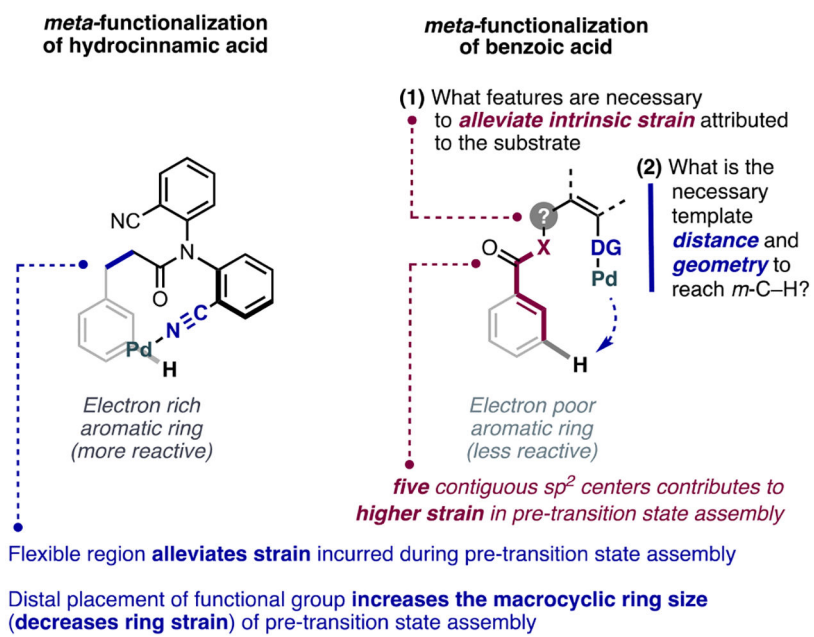 meta-functionalization
of hydrocinnamic acid
NC
N
O
N
C
Pd
H
Electron rich
aromatic ring
(more reactive)
meta-functionalization
of benzoic acid
(1) What features are necessary
to alleviate intrinsic strain attributed
to the substrate
(2) What is the
necessary
template
distance and
geometry to
reach m-C–H?
?
O
X
DG
Pd
H
Electron poor
aromatic ring
(less reactive)
five contiguous sp² centers contributes to
higher strain in pre-transition state assembly
Flexible region alleviates strain incurred during pre-transition state assembly
Distal placement of functional group increases the macrocyclic ring size
(decreases ring strain) of pre-transition state assembly